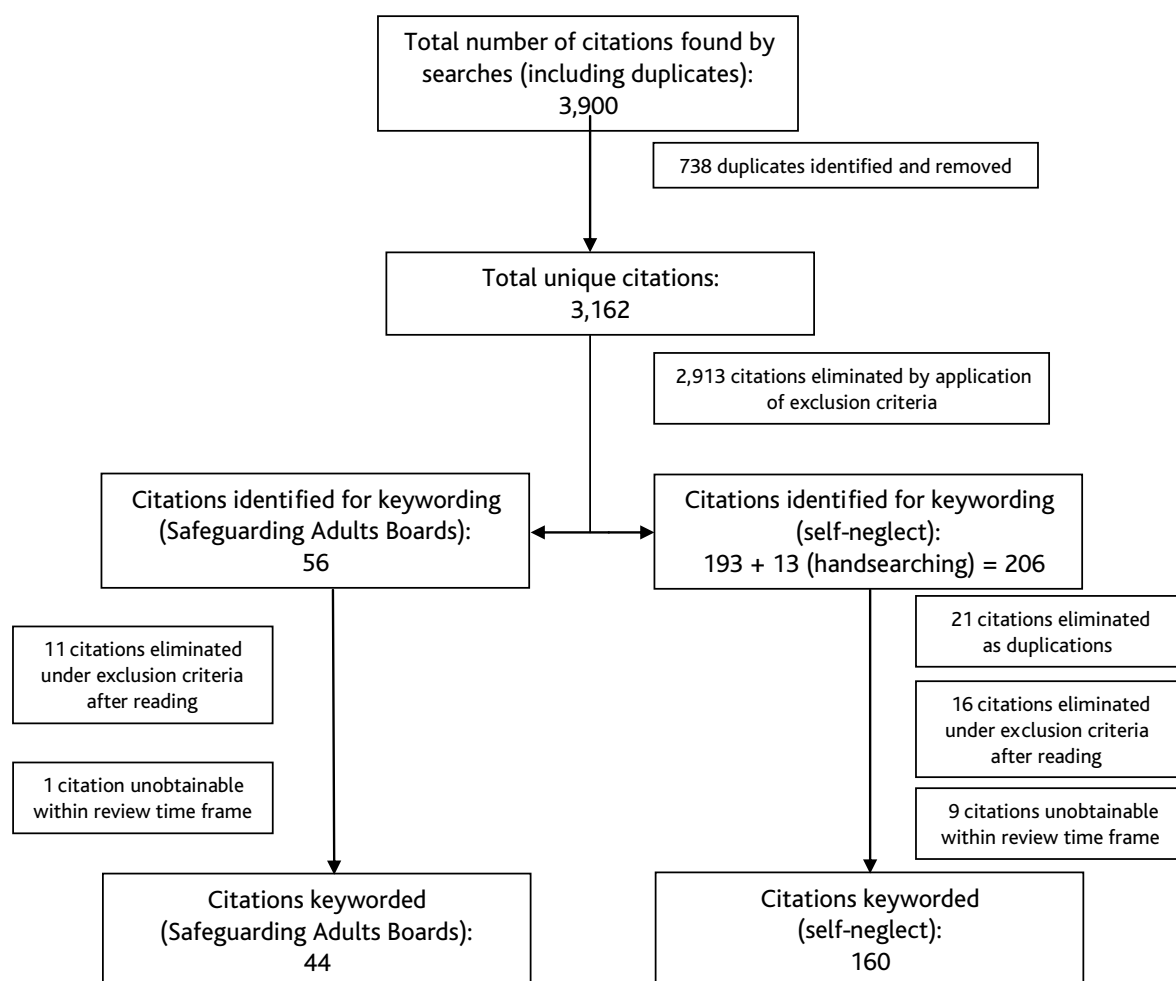 Total number of citations found by
searches (including duplicates):
3,900
738 duplicates identified and removed
Total unique citations:
3,162
2,913 citations eliminated by application
of exclusion criteria
Citations identified for keywording
(Safeguarding Adults Boards):
56
Citations identified for keywording
(self-neglect):
193 + 13 (handsearching) = 206
11 citations eliminated
under exclusion criteria
after reading
1 citation unobtainable
within review time frame
21 citations eliminated
as duplications
16 citations eliminated
under exclusion criteria
after reading
9 citations unobtainable
within review time frame
Citations keyworded
(Safeguarding Adults Boards):
44
Citations keyworded
(self-neglect):
160